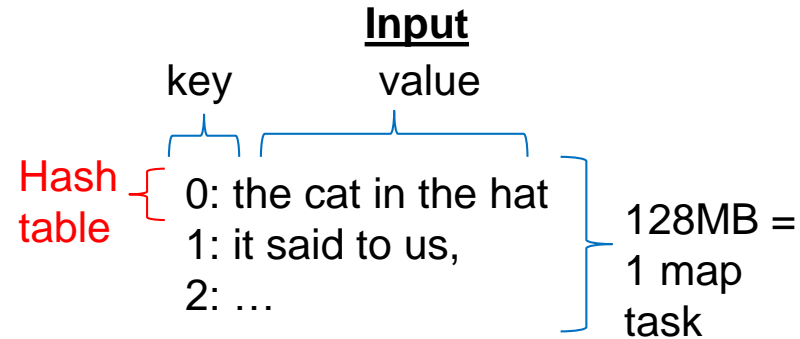 Input
key value
Hash
table
0: the cat in the hat
1: it said to us,
2: …
128MB =
1 map
task